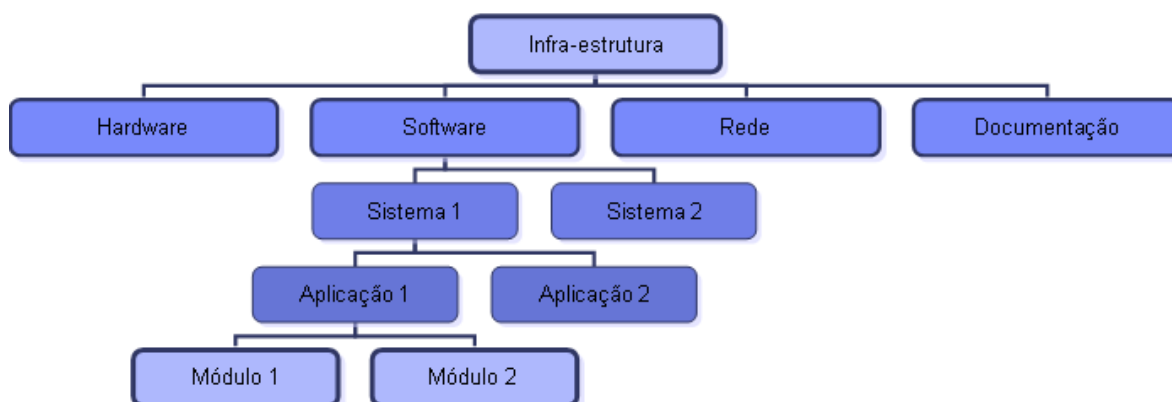 Infra-estrutura
Hardware
Software
Rede
Documentação
Sistema 1
Sistema 2
Aplicação 1
Aplicação 2
Módulo 1
Módulo 2